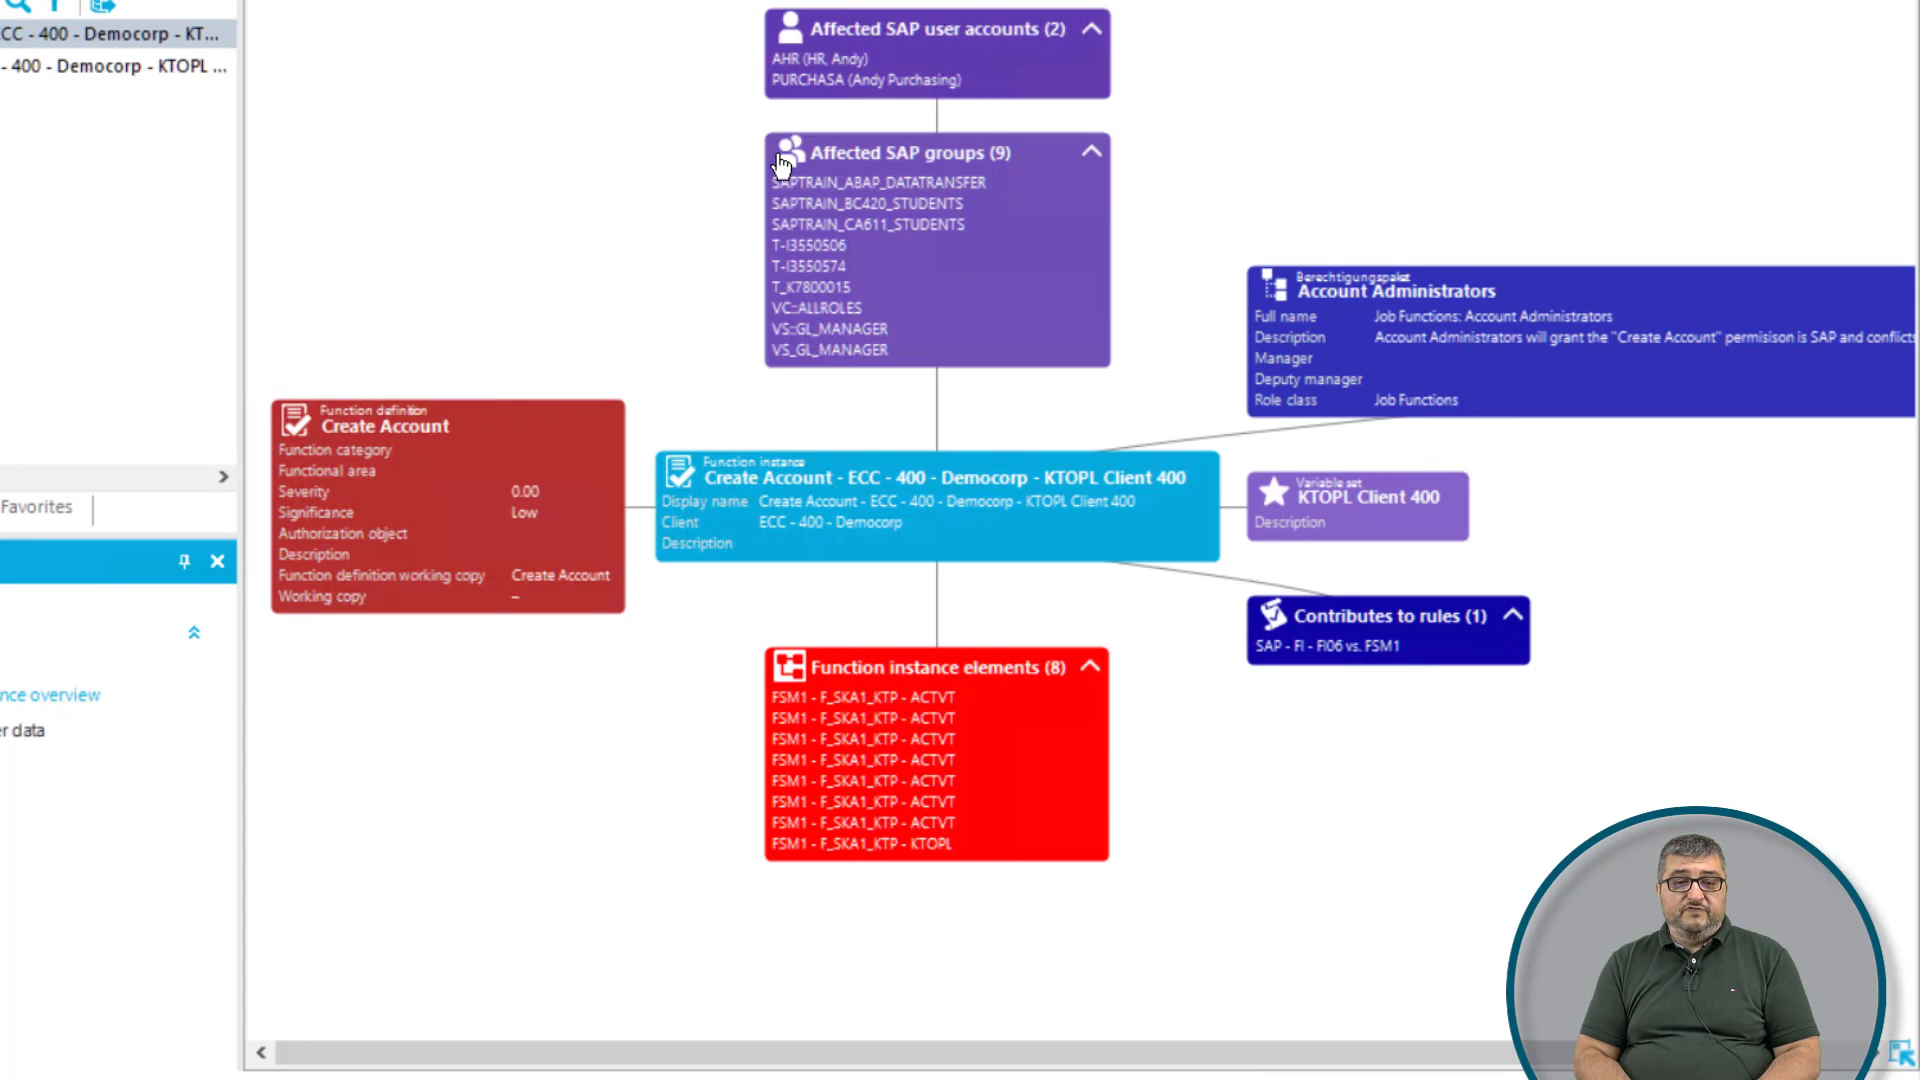 CC - 400 - Democorp - KT...
- 400 - Democorp - KTOPL ...
Favorites
nce overview
r data
Affected SAP user accounts (2)
AHR (HR, Andy)
PURCHASA (Andy Purchasing)
Affected SAP groups (9)
SAPTRAIN_ABAP_DATATRANSFER
SAPTRAIN_BC420_STUDENTS
SAPTRAIN_CA611_STUDENTS
T-I3550506
T-I3550574
T_K7800015
VC::ALLROLES
VS::GL_MANAGER
VS_GL_MANAGER
Berechtigungspaket
Account Administrators
Full name Job Functions: Account Administrators
Description Account Administrators will grant the "Create Account" permisison is SAP and conflicts
Manager
Deputy manager
Role class Job Functions
Function definition
Create Account
Function category
Functional area
Severity 0.00
Significance Low
Authorization object
Description
Function definition working copy Create Account
Working copy –
Function instance
Create Account - ECC - 400 - Democorp - KTOPL Client 400
Display name Create Account - ECC - 400 - Democorp - KTOPL Client 400
Client ECC - 400 - Democorp
Description
Variable set
KTOPL Client 400
Description
Contributes to rules (1)
SAP - FI - FI06 vs. FSM1
Function instance elements (8)
FSM1 - F_SKA1_KTP - ACTVT
FSM1 - F_SKA1_KTP - ACTVT
FSM1 - F_SKA1_KTP - ACTVT
FSM1 - F_SKA1_KTP - ACTVT
FSM1 - F_SKA1_KTP - ACTVT
FSM1 - F_SKA1_KTP - ACTVT
FSM1 - F_SKA1_KTP - ACTVT
FSM1 - F_SKA1_KTP - KTOPL